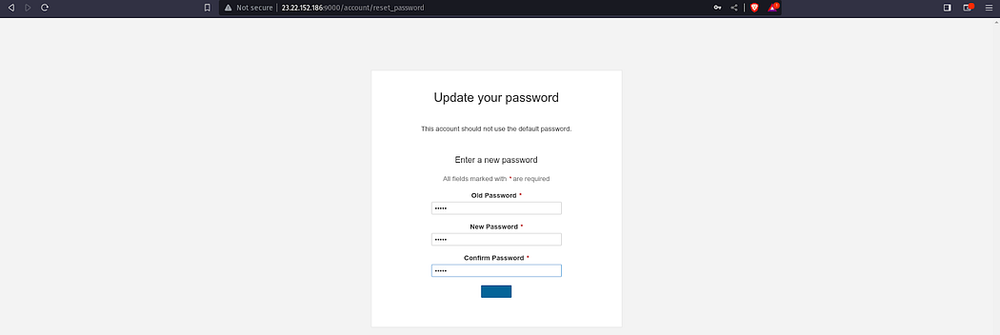 Not secure | 23.22.152.186:9000/account/reset_password
Update your password
This account should not use the default password.
Enter a new password
All fields marked with * are required
Old Password *
•••••
New Password *
•••••
Confirm Password *
•••••